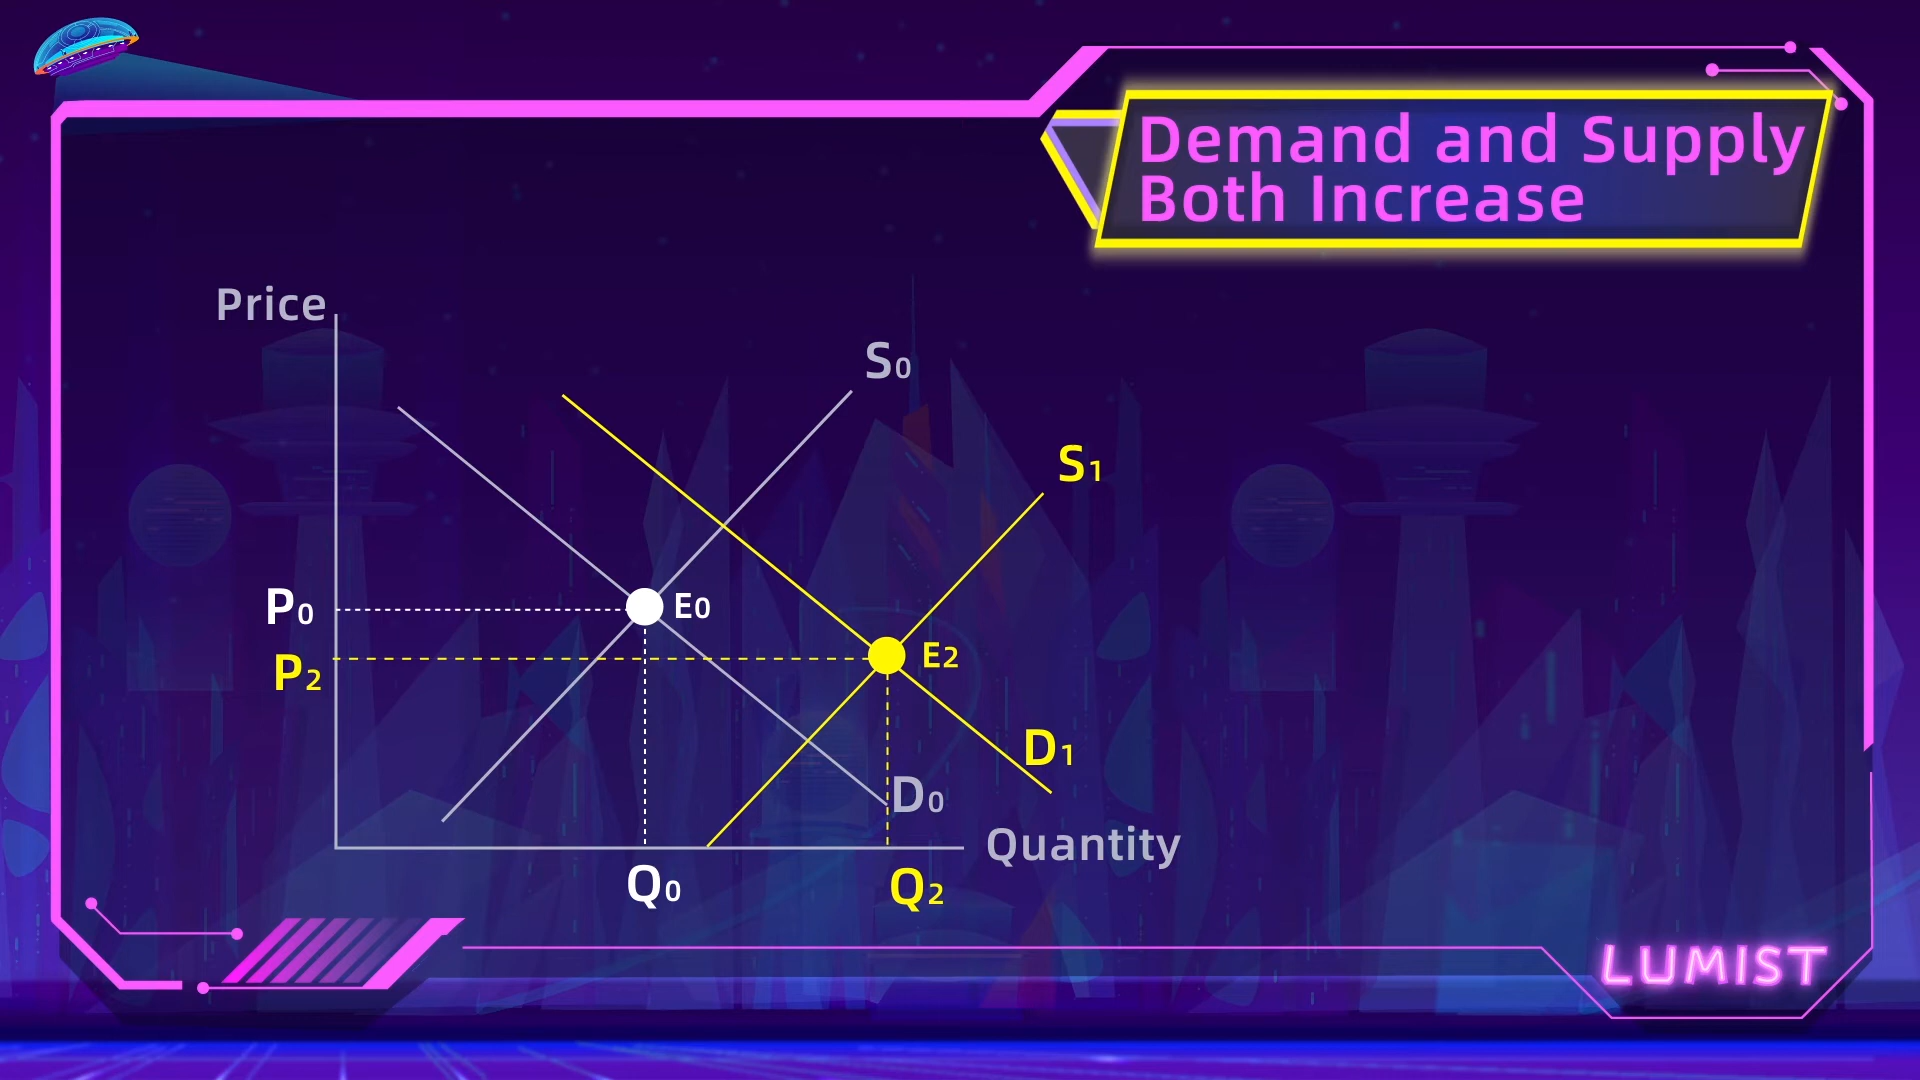 Demand and Supply
Both Increase
Price
S0
S1
P0
E0
P2
E2
D1
D0
Quantity
Q0
Q2
LUMIST